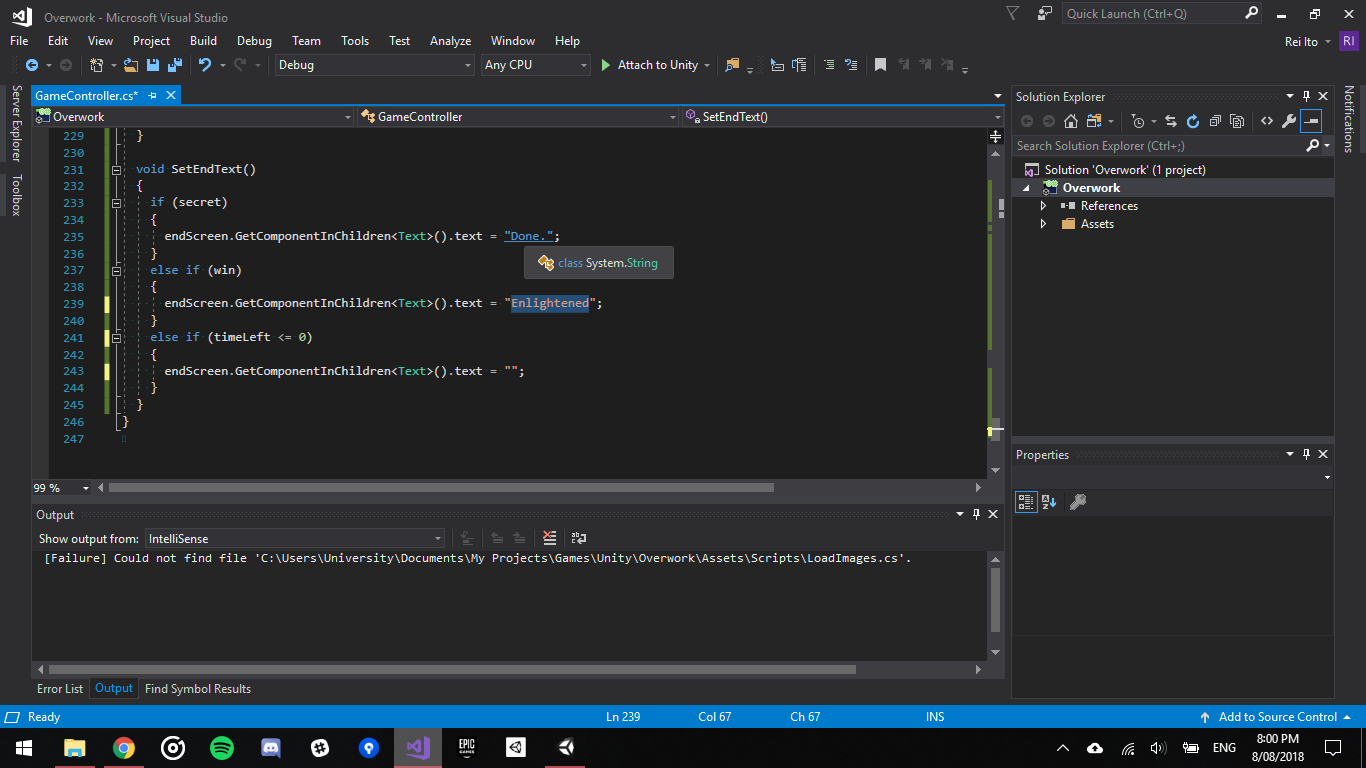 Overwork - Microsoft Visual Studio
Quick Launch (Ctrl+Q)
File Edit View Project Build Debug Team Tools Test Analyze Window Help
Rei Ito RI
Debug Any CPU Attach to Unity
Server Explorer
Toolbox
GameController.cs*
Overwork GameController SetEndText()
229 }
230
231 void SetEndText()
232 {
233 if (secret)
234 {
235 endScreen.GetComponentInChildren<Text>().text = "Done.";
236 }
class System.String
237 else if (win)
238 {
239 endScreen.GetComponentInChildren<Text>().text = "Enlightened";
240 }
241 else if (timeLeft <= 0)
242 {
243 endScreen.GetComponentInChildren<Text>().text = "";
244 }
245 }
246 }
247
99 %
Output
Show output from: IntelliSense
[Failure] Could not find file 'C:\Users\University\Documents\My Projects\Games\Unity\Overwork\Assets\Scripts\LoadImages.cs'.
Error List Output Find Symbol Results
Solution Explorer
Search Solution Explorer (Ctrl+;)
Solution 'Overwork' (1 project)
Overwork
References
Assets
Properties
Notifications
Ready Ln 239 Col 67 Ch 67 INS Add to Source Control
EPIC
GAMES
ENG
8:00 PM
8/08/2018